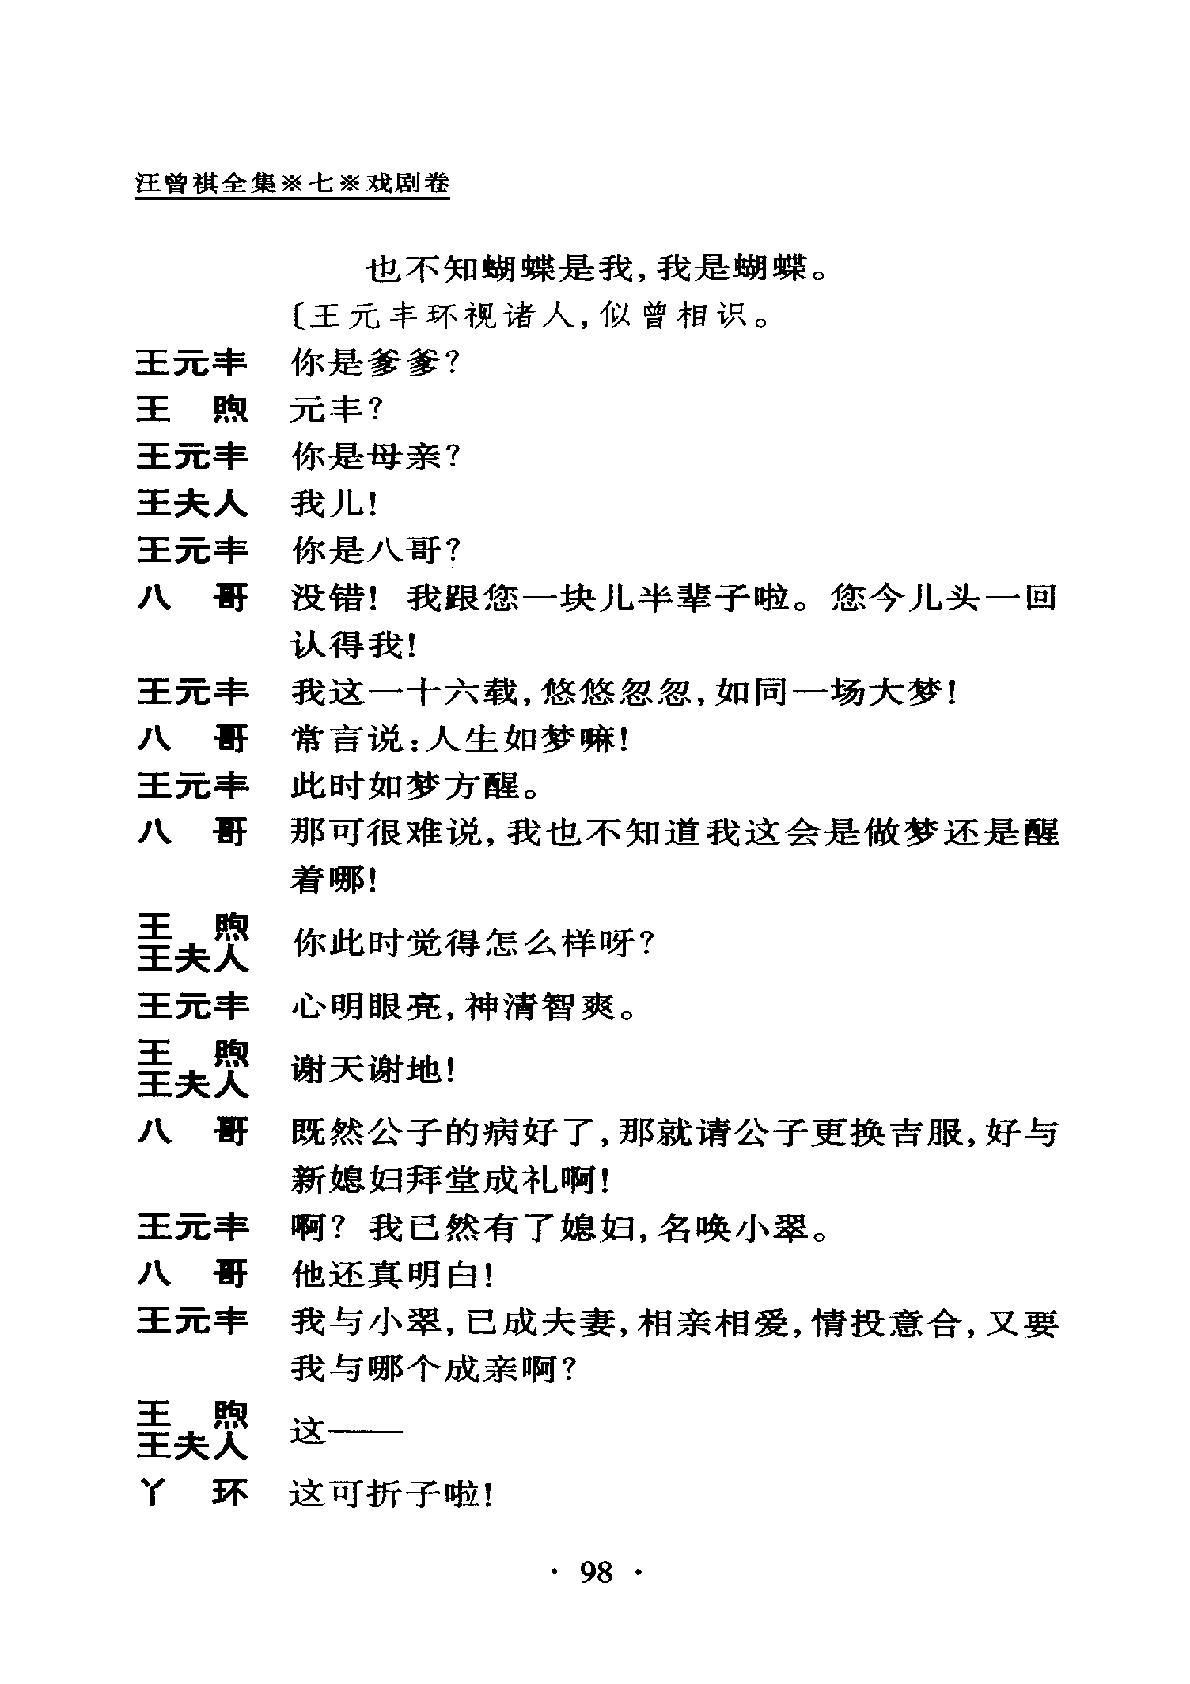 汪曾祺全集※七※戏剧卷
也不知蝴蝶是我,我是蝴蝶。
〔王元丰环视诸人,似曾相识。
王元丰 你是爹爹?
王 煦 元丰?
王元丰 你是母亲?
王夫人 我儿!
王元丰 你是八哥?
八 哥 没错! 我跟您一块儿半辈子啦。您今儿头一回
认得我!
王元丰 我这一十六载,悠悠忽忽,如同一场大梦!
八 哥 常言说:人生如梦嘛!
王元丰 此时如梦方醒。
八 哥 那可很难说,我也不知道我这会是做梦还是醒
着哪!
王 煦
王夫人 你此时觉得怎么样呀?
王元丰 心明眼亮,神清智爽。
王 煦
王夫人 谢天谢地!
八 哥 既然公子的病好了,那就请公子更换吉服,好与
新媳妇拜堂成礼啊!
王元丰 啊? 我已然有了媳妇,名唤小翠。
八 哥 他还真明白!
王元丰 我与小翠,已成夫妻,相亲相爱,情投意合,又要
我与哪个成亲啊?
王 煦
王夫人 这——
丫 环 这可折子啦!
· 98 ·